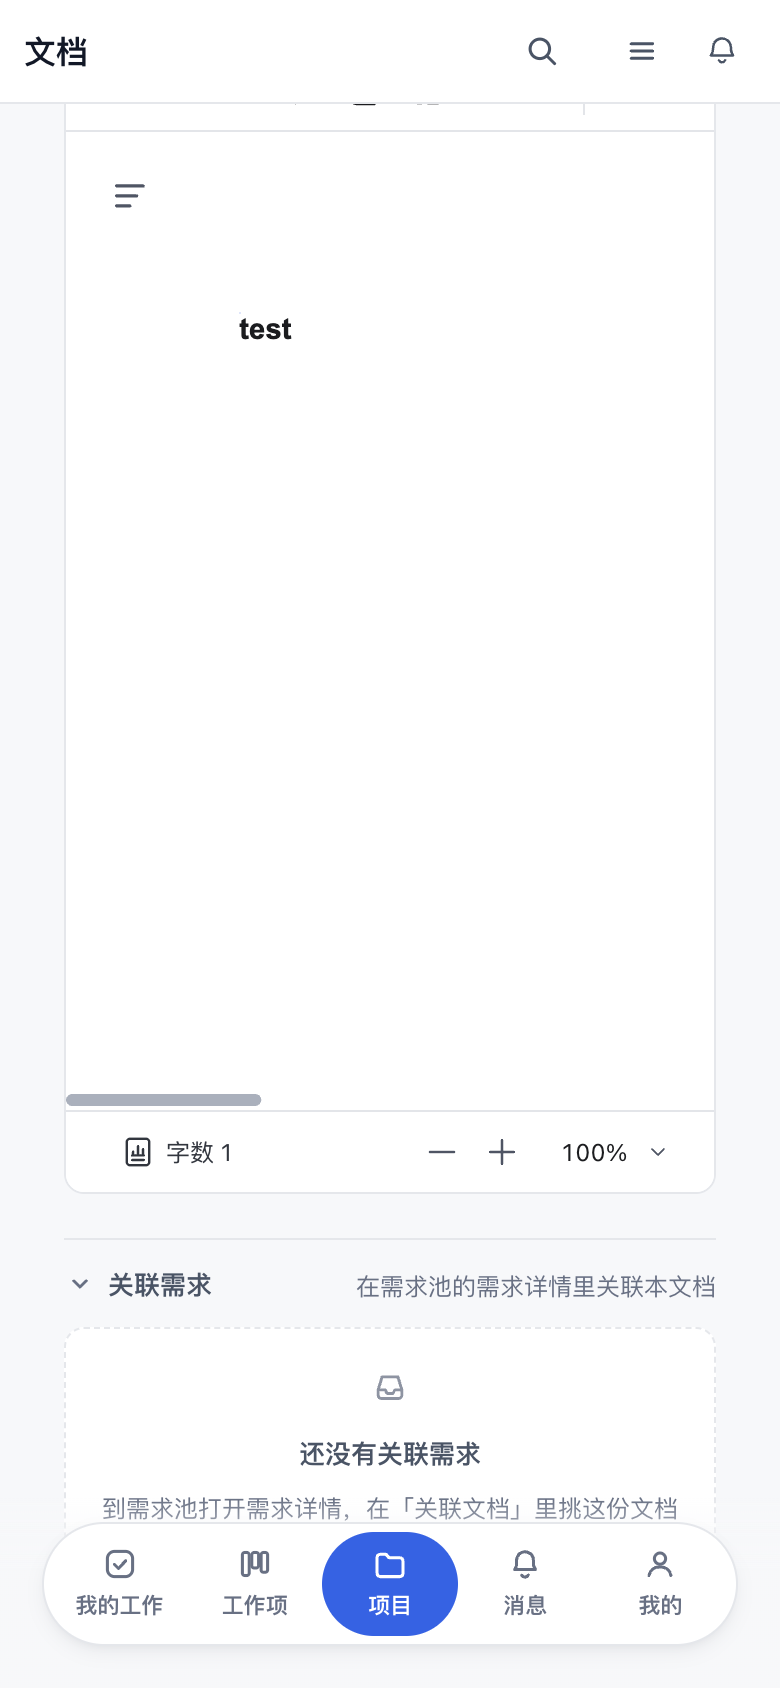 文档
test
字数 1
100%
关联需求
在需求池的需求详情里关联本文档
还没有关联需求
到需求池打开需求详情，在「关联文档」里挑这份文档
我的工作
工作项
项目
消息
我的